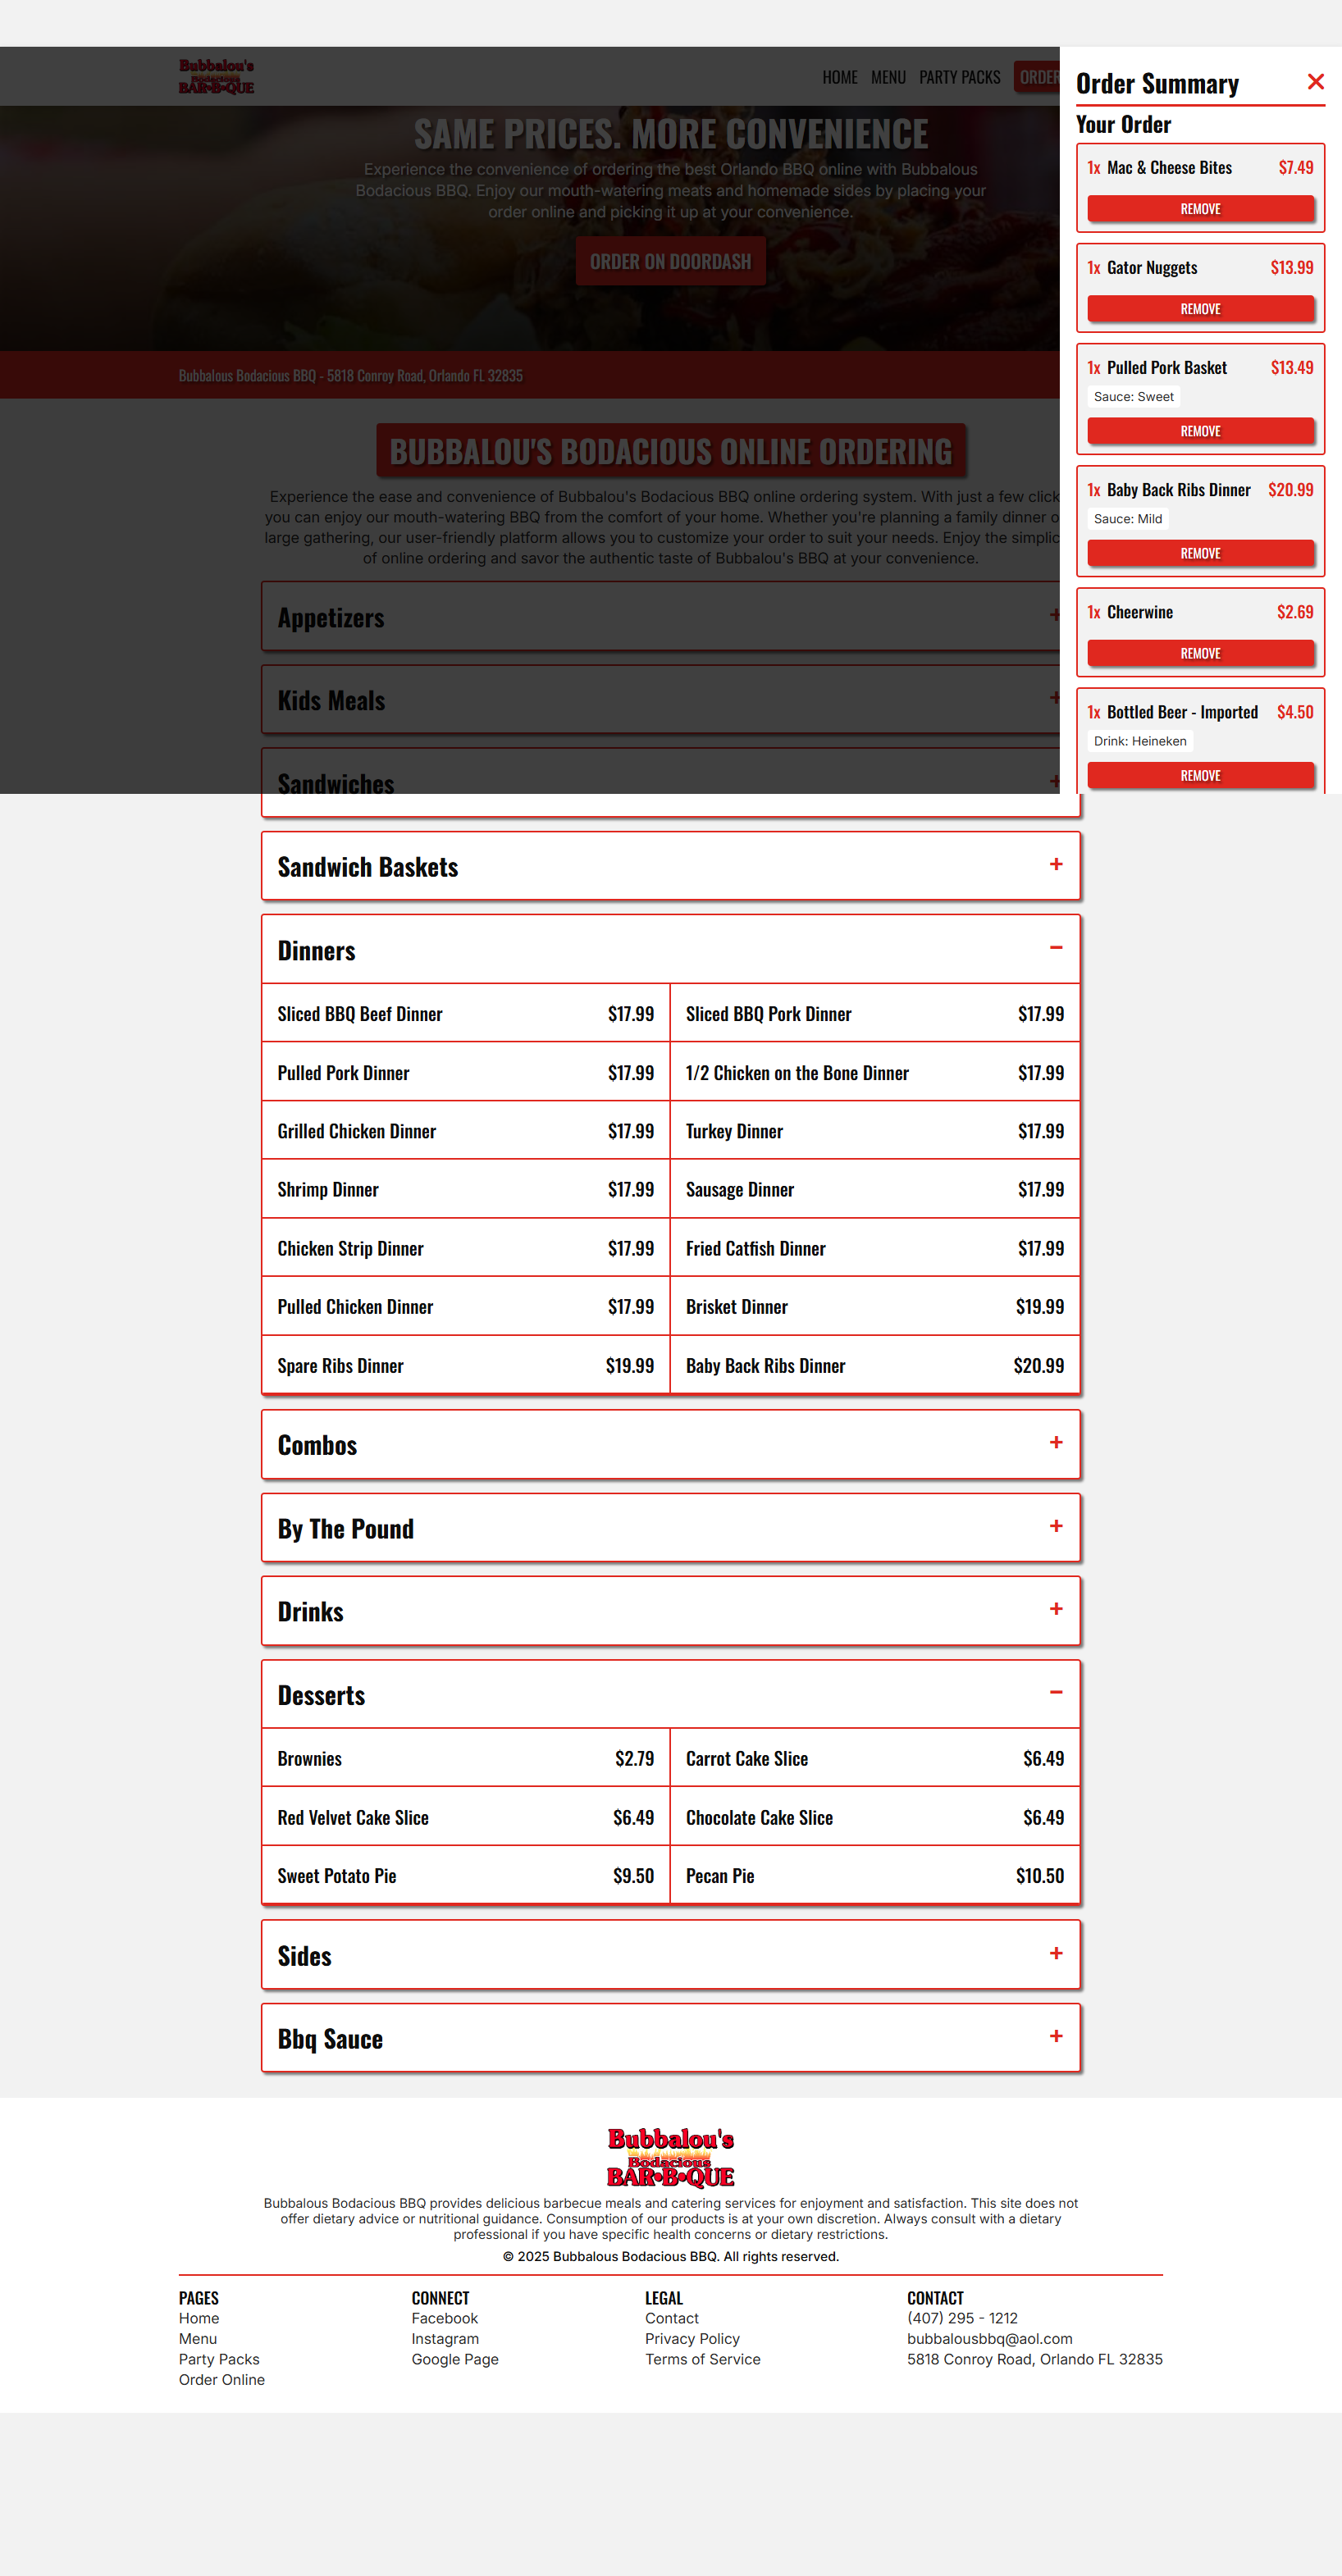 Bubbalou's
Bodacious
BAR•B•QUE
HOME
MENU
PARTY PACKS
ORDER
SAME PRICES. MORE CONVENIENCE
Experience the convenience of ordering the best Orlando BBQ online with Bubbalous
Bodacious BBQ. Enjoy our mouth-watering meats and homemade sides by placing your
order online and picking it up at your convenience.
ORDER ON DOORDASH
Bubbalous Bodacious BBQ - 5818 Conroy Road, Orlando FL 32835
BUBBALOU'S BODACIOUS ONLINE ORDERING
Experience the ease and convenience of Bubbalou's Bodacious BBQ online ordering system. With just a few click
you can enjoy our mouth-watering BBQ from the comfort of your home. Whether you're planning a family dinner o
large gathering, our user-friendly platform allows you to customize your order to suit your needs. Enjoy the simplic
of online ordering and savor the authentic taste of Bubbalou's BBQ at your convenience.
Order Summary
Your Order
1x Mac & Cheese Bites $7.49
REMOVE
1x Gator Nuggets $13.99
REMOVE
1x Pulled Pork Basket $13.49
Sauce: Sweet
REMOVE
1x Baby Back Ribs Dinner $20.99
Sauce: Mild
REMOVE
1x Cheerwine $2.69
REMOVE
1x Bottled Beer - Imported $4.50
Drink: Heineken
REMOVE
Appetizers +
Kids Meals +
Sandwiches +
Sandwich Baskets +
Dinners −
Sliced BBQ Beef Dinner $17.99
Sliced BBQ Pork Dinner $17.99
Pulled Pork Dinner $17.99
1/2 Chicken on the Bone Dinner $17.99
Grilled Chicken Dinner $17.99
Turkey Dinner $17.99
Shrimp Dinner $17.99
Sausage Dinner $17.99
Chicken Strip Dinner $17.99
Fried Catfish Dinner $17.99
Pulled Chicken Dinner $17.99
Brisket Dinner $19.99
Spare Ribs Dinner $19.99
Baby Back Ribs Dinner $20.99
Combos +
By The Pound +
Drinks +
Desserts −
Brownies $2.79
Carrot Cake Slice $6.49
Red Velvet Cake Slice $6.49
Chocolate Cake Slice $6.49
Sweet Potato Pie $9.50
Pecan Pie $10.50
Sides +
Bbq Sauce +
Bubbalou's
Bodacious
BAR•B•QUE
Bubbalous Bodacious BBQ provides delicious barbecue meals and catering services for enjoyment and satisfaction. This site does not
offer dietary advice or nutritional guidance. Consumption of our products is at your own discretion. Always consult with a dietary
professional if you have specific health concerns or dietary restrictions.
© 2025 Bubbalous Bodacious BBQ. All rights reserved.
PAGES
Home
Menu
Party Packs
Order Online
CONNECT
Facebook
Instagram
Google Page
LEGAL
Contact
Privacy Policy
Terms of Service
CONTACT
(407) 295 - 1212
bubbalousbbq@aol.com
5818 Conroy Road, Orlando FL 32835